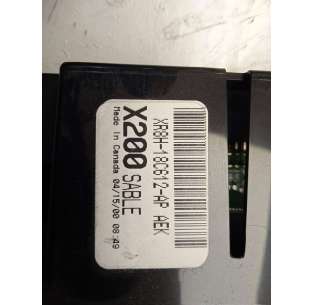 XR8H-18C612-AP AEK
X200 SABLE
Made In Canada 04/15/00 08:49